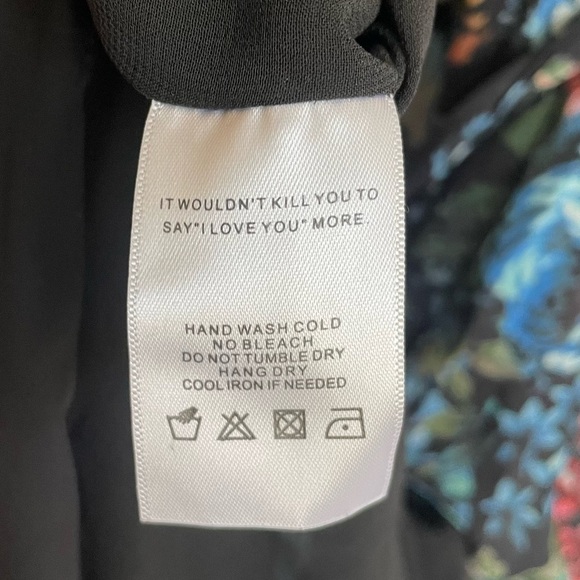 IT WOULDN'T KILL YOU TO
SAY"I LOVE YOU" MORE.
HAND WASH COLD
NO BLEACH
DO NOT TUMBLE DRY
HANG DRY
COOL IRON IF NEEDED